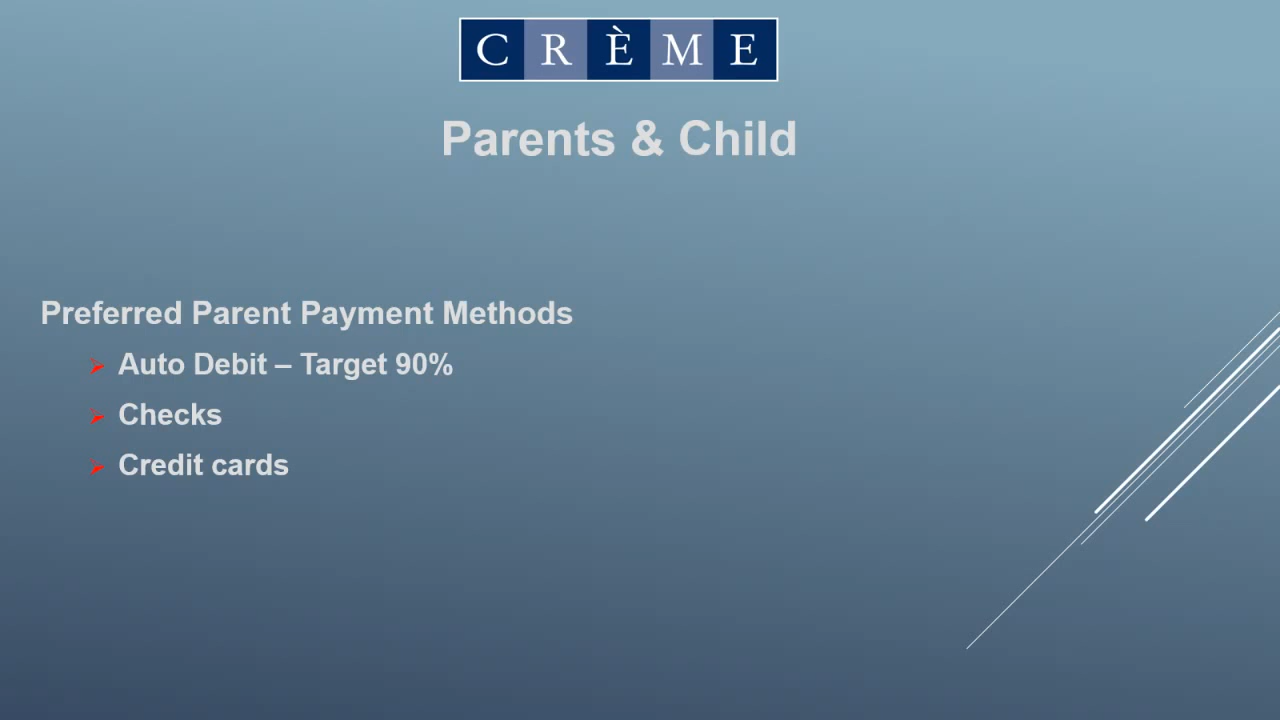 CRÈME
Parents & Child
Preferred Parent Payment Methods
Auto Debit – Target 90%
Checks
Credit cards